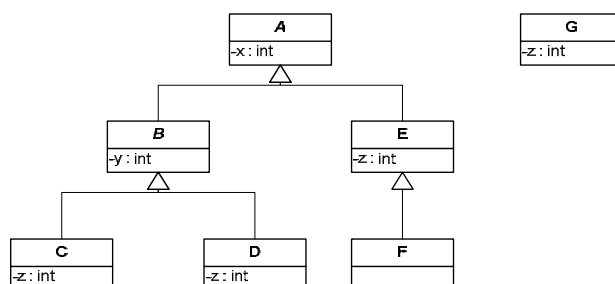 A
-x : int
G
-z : int
B
-y : int
E
-z : int
C
-z : int
D
-z : int
F